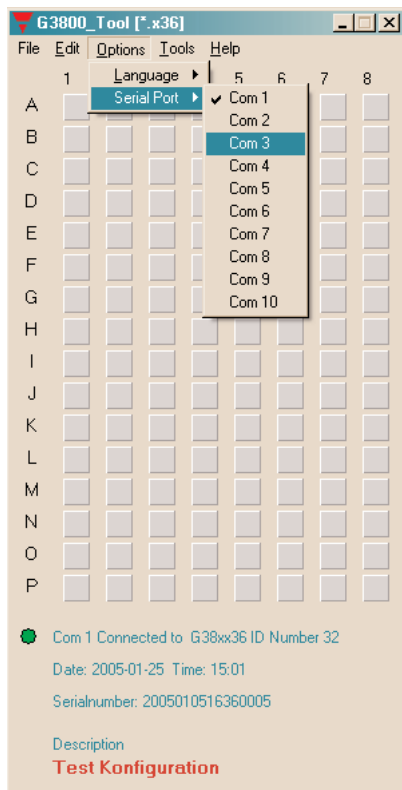 G3800_Tool [*.x36]
File Edit Options Tools Help
Language
Serial Port
1 5 6 7 8
Com 1
Com 2
Com 3
Com 4
Com 5
Com 6
Com 7
Com 8
Com 9
Com 10
A
B
C
D
E
F
G
H
I
J
K
L
M
N
O
P
Com 1 Connected to G38xx36 ID Number 32
Date: 2005-01-25 Time: 15:01
Serialnumber: 2005010516360005
Description
Test Konfiguration